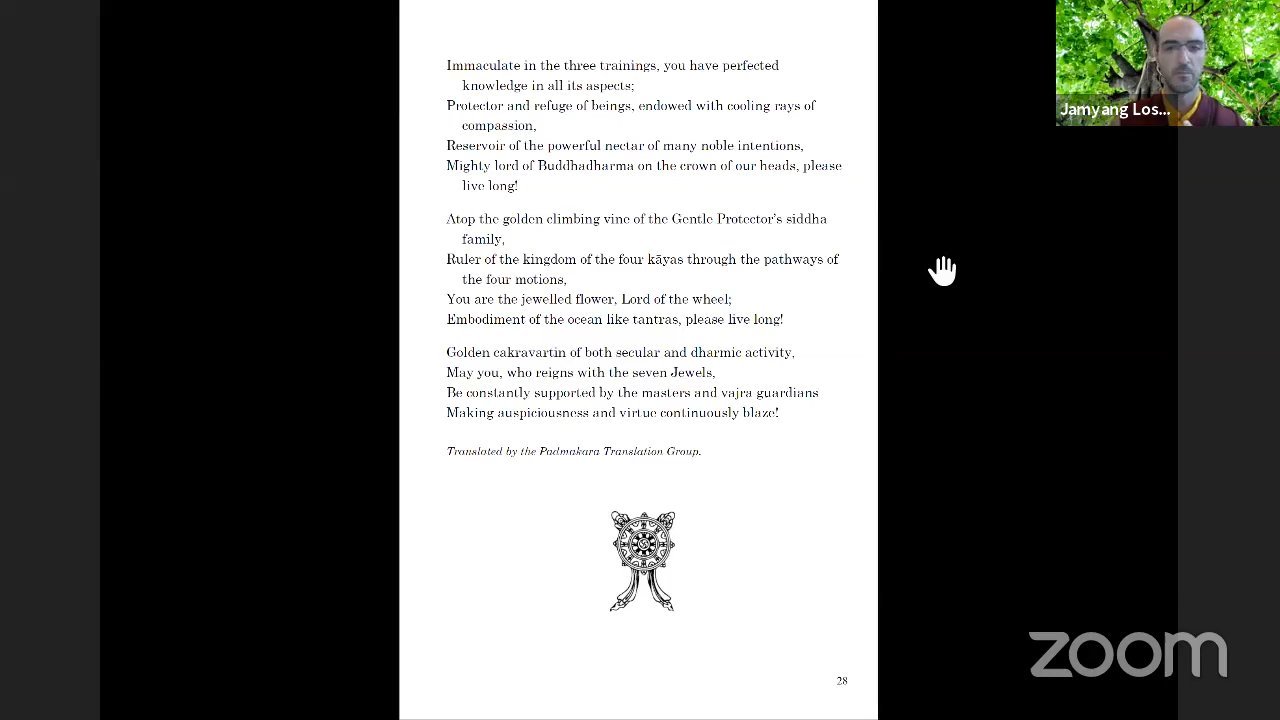 Immaculate in the three trainings, you have perfected
knowledge in all its aspects;
Protector and refuge of beings, endowed with cooling rays of
compassion,
Reservoir of the powerful nectar of many noble intentions,
Mighty lord of Buddhadharma on the crown of our heads, please
live long!
Atop the golden climbing vine of the Gentle Protector's siddha
family,
Ruler of the kingdom of the four kāyas through the pathways of
the four motions,
You are the jewelled flower, Lord of the wheel;
Embodiment of the ocean like tantras, please live long!
Golden cakravartin of both secular and dharmic activity,
May you, who reigns with the seven Jewels,
Be constantly supported by the masters and vajra guardians
Making auspiciousness and virtue continuously blaze!
Translated by the Padmakara Translation Group.
28
Jamyang Los...
zoom